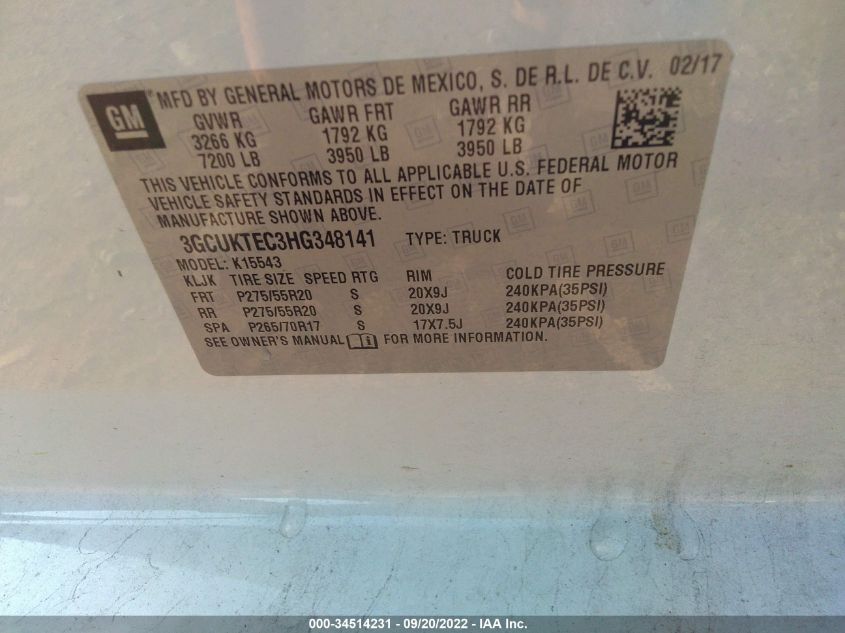 GM
MFD BY GENERAL MOTORS DE MEXICO, S. DE R.L. DE C.V. 02/17
GVWR GAWR FRT GAWR RR
3266 KG 1792 KG 1792 KG
7200 LB 3950 LB 3950 LB
THIS VEHICLE CONFORMS TO ALL APPLICABLE U.S. FEDERAL MOTOR
VEHICLE SAFETY STANDARDS IN EFFECT ON THE DATE OF
MANUFACTURE SHOWN ABOVE.
3GCUKTEC3HG348141 TYPE: TRUCK
MODEL: K15543
KLJK TIRE SIZE SPEED RTG RIM COLD TIRE PRESSURE
FRT P275/55R20 S 20X9J 240KPA(35PSI)
RR P275/55R20 S 20X9J 240KPA(35PSI)
SPA P265/70R17 S 17X7.5J 240KPA(35PSI)
SEE OWNER'S MANUAL FOR MORE INFORMATION.
000-34514231 - 09/20/2022 - IAA Inc.